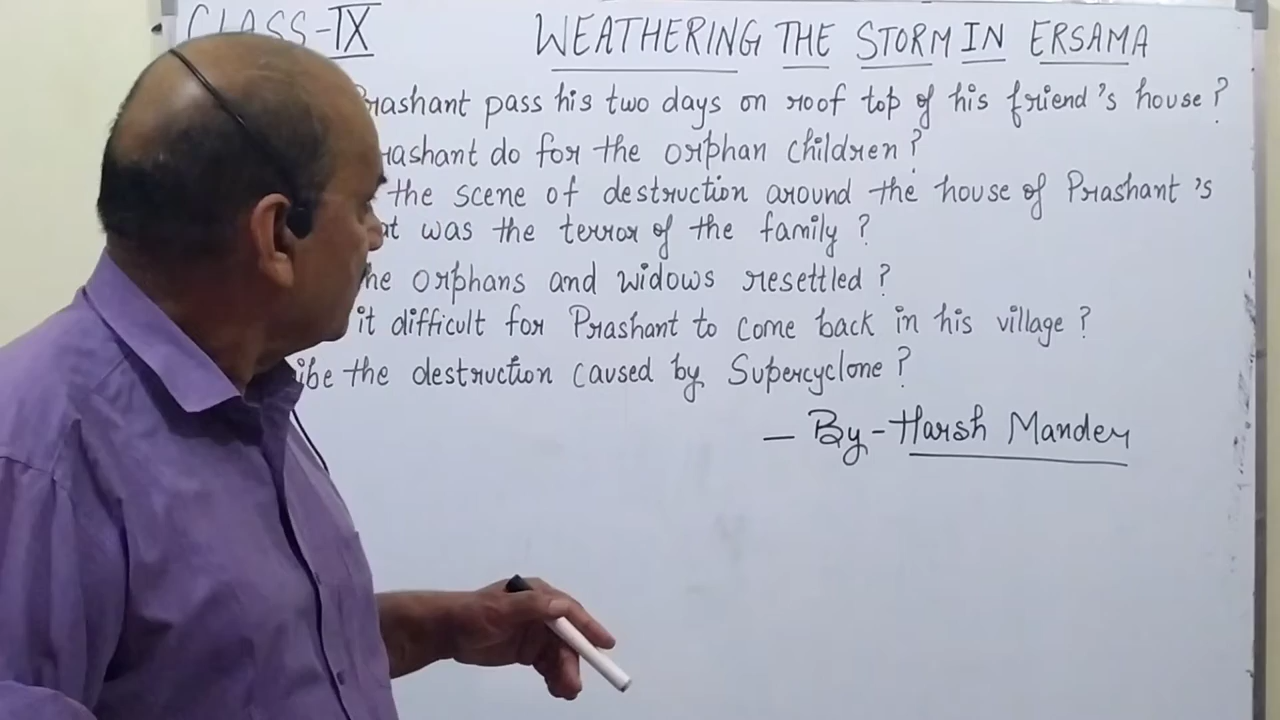 CLASS-IX WEATHERING THE STORM IN ERSAMA
Prashant pass his two days on roof top of his friend's house?
do for the orphan children?
the scene of destruction around the house of Prashant's
was the terror of the family?
orphans and widows resettled?
it difficult for Prashant to come back in his village?
the destruction caused by Supercyclone?
- By-Harsh Mander